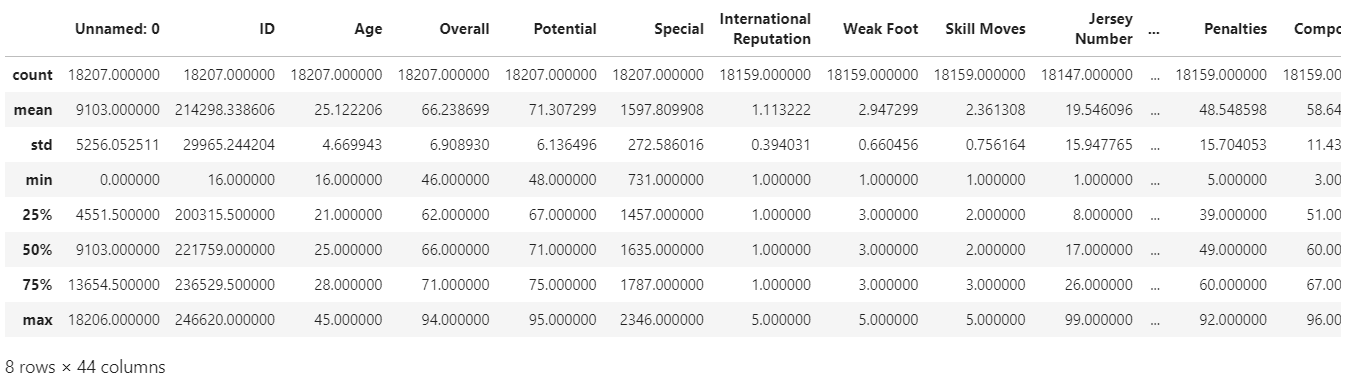 Unnamed: 0 ID Age Overall Potential Special International Reputation Weak Foot Skill Moves Jersey Number ... Penalties Compo
count 18207.000000 18207.000000 18207.000000 18207.000000 18207.000000 18207.000000 18159.000000 18159.000000 18159.000000 18147.000000 ... 18159.000000 18159.00
mean 9103.000000 214298.338606 25.122206 66.238699 71.307299 1597.809908 1.113222 2.947299 2.361308 19.546096 ... 48.548598 58.64
std 5256.052511 29965.244204 4.669943 6.908930 6.136496 272.586016 0.394031 0.660456 0.756164 15.947765 ... 15.704053 11.43
min 0.000000 16.000000 16.000000 46.000000 48.000000 731.000000 1.000000 1.000000 1.000000 1.000000 ... 5.000000 3.00
25% 4551.500000 200315.500000 21.000000 62.000000 67.000000 1457.000000 1.000000 3.000000 2.000000 8.000000 ... 39.000000 51.00
50% 9103.000000 221759.000000 25.000000 66.000000 71.000000 1635.000000 1.000000 3.000000 2.000000 17.000000 ... 49.000000 60.00
75% 13654.500000 236529.500000 28.000000 71.000000 75.000000 1787.000000 1.000000 3.000000 3.000000 26.000000 ... 60.000000 67.00
max 18206.000000 246620.000000 45.000000 94.000000 95.000000 2346.000000 5.000000 5.000000 5.000000 99.000000 ... 92.000000 96.00
8 rows × 44 columns